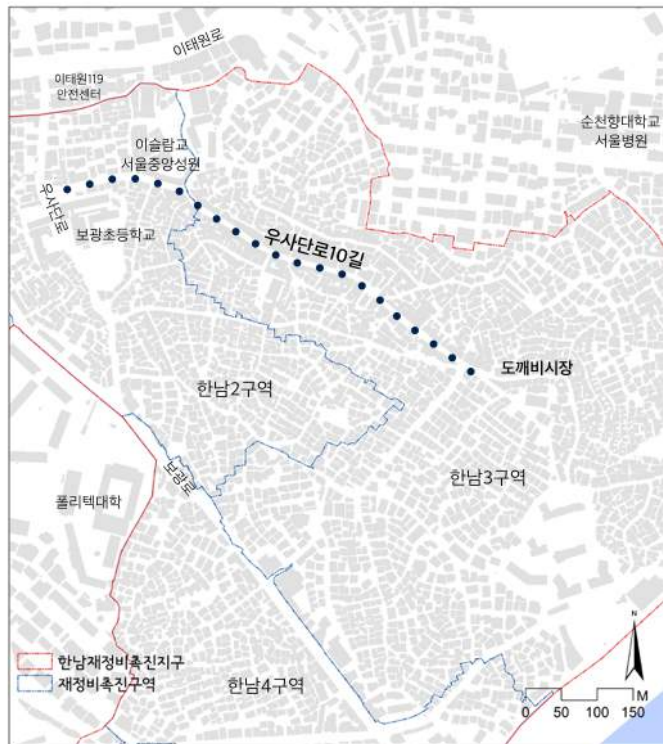 이태원로
이태원119
안전센터
순천향대학교
서울병원
이슬람교
서울중앙성원
우사단로
보광초등학교
우사단로10길
도깨비시장
한남2구역
한남3구역
보광로
폴리텍대학
한남재정비촉진지구
재정비촉진구역
한남4구역
N
M
0 50 100 150